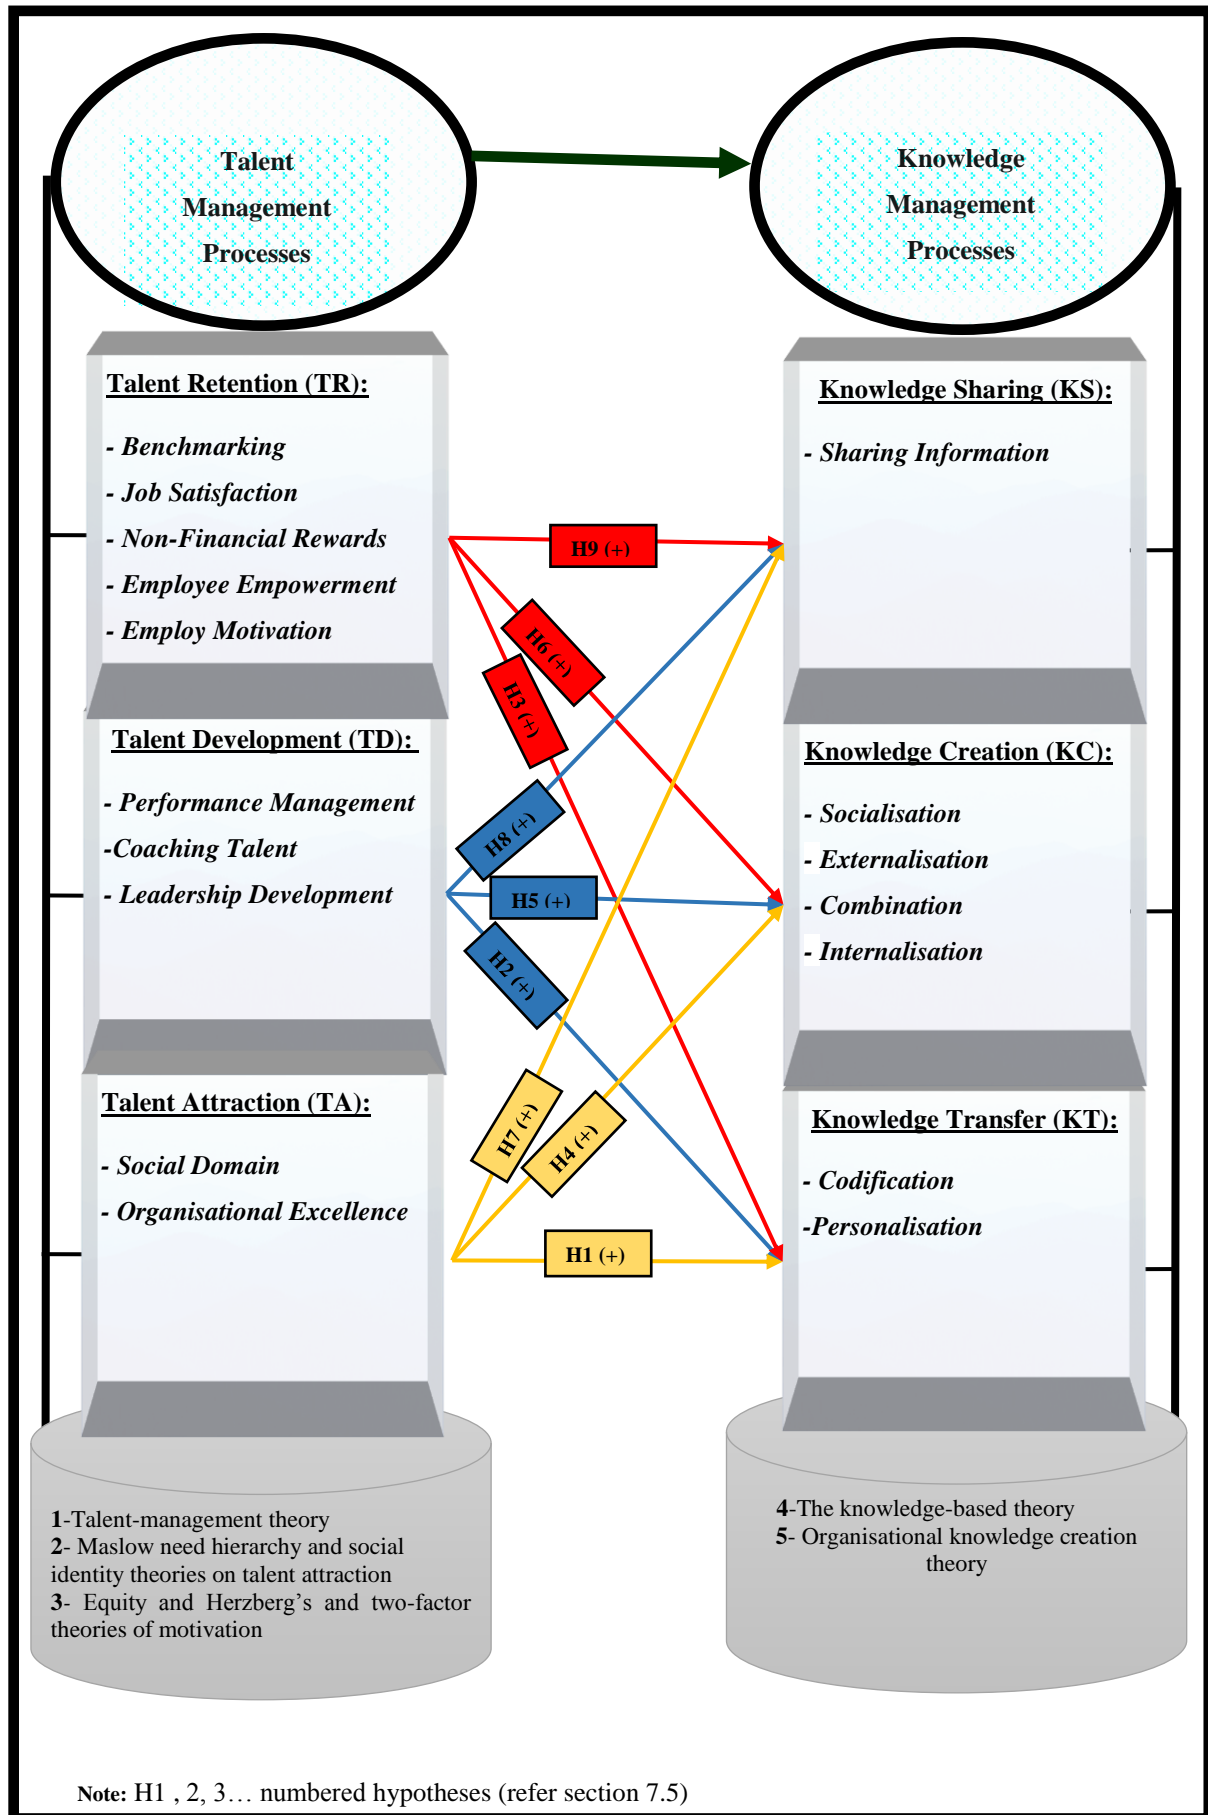 Talent
Management
Processes
Knowledge
Management
Processes
Talent Retention (TR):
- Benchmarking
- Job Satisfaction
- Non-Financial Rewards
- Employee Empowerment
- Employ Motivation
Knowledge Sharing (KS):
- Sharing Information
H9 (+)
H6 (+)
H3 (+)
Talent Development (TD):
- Performance Management
-Coaching Talent
- Leadership Development
H8 (+)
H5 (+)
H2 (+)
Knowledge Creation (KC):
- Socialisation
- Externalisation
- Combination
- Internalisation
Talent Attraction (TA):
- Social Domain
- Organisational Excellence
H7 (+)
H4 (+)
H1 (+)
Knowledge Transfer (KT):
- Codification
-Personalisation
1-Talent-management theory
2- Maslow need hierarchy and social
identity theories on talent attraction
3- Equity and Herzberg’s and two-factor
theories of motivation
4-The knowledge-based theory
5- Organisational knowledge creation
theory
Note: H1 , 2, 3… numbered hypotheses (refer section 7.5)